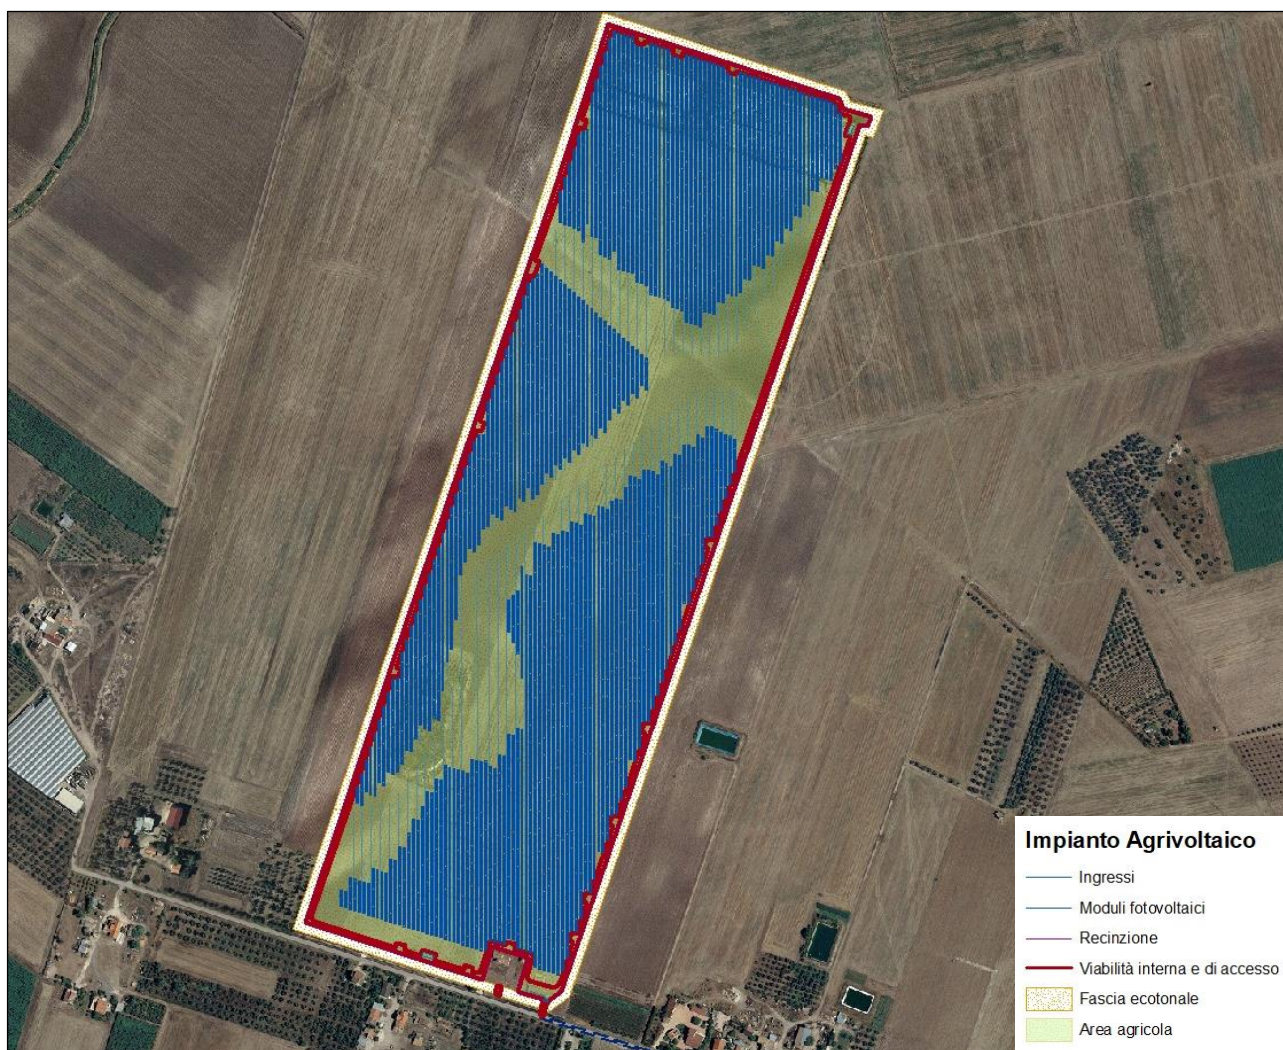 Impianto Agrivoltaico
Ingressi
Moduli fotovoltaici
Recinzione
Viabilità interna e di accesso
Fascia ecotonale
Area agricola